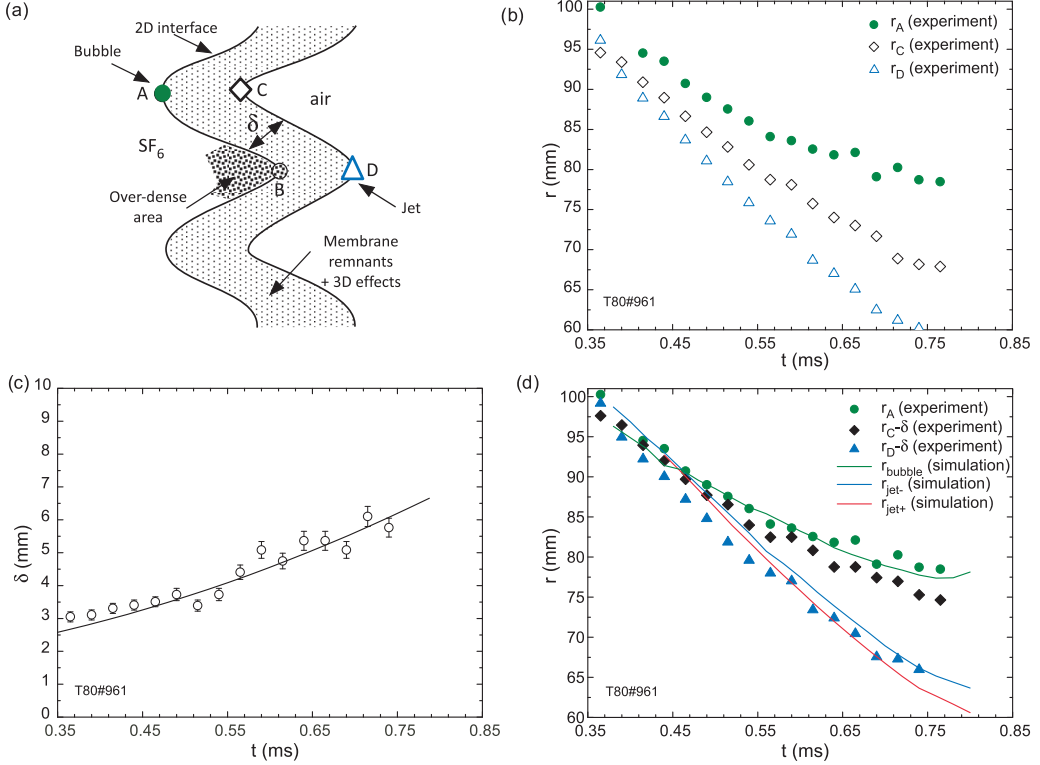 (a)
2D interface
Bubble
A
C
air
δ
SF6
B
D
Over-dense
area
Jet
Membrane
remnants
+ 3D effects
(b)
100
95
90
85
80
75
70
65
60
r (mm)
rA (experiment)
rC (experiment)
rD (experiment)
T80#961
0.35 0.45 0.55 0.65 0.75 0.85
t (ms)
(c)
10
9
8
7
6
5
4
3
2
1
0
δ (mm)
T80#961
0.35 0.45 0.55 0.65 0.75 0.85
t (ms)
(d)
100
95
90
85
80
75
70
65
60
r (mm)
rA (experiment)
rC-δ (experiment)
rD-δ (experiment)
rbubble (simulation)
rjet- (simulation)
rjet+ (simulation)
T80#961
0.35 0.45 0.55 0.65 0.75 0.85
t (ms)